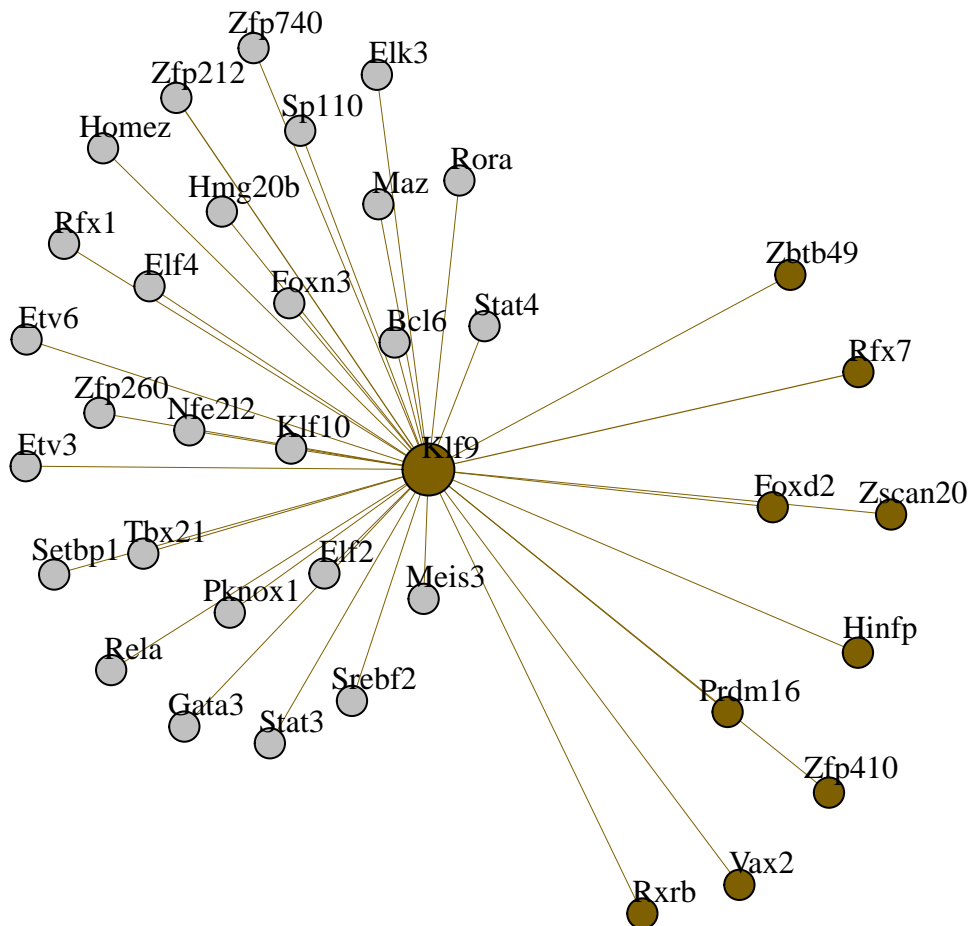 Zfp740
Elk3
Zfp212
Sp110
Homez
Rora
Maz
Hmg20b
Rfx1
Zbtb49
Elf4
Foxn3
Stat4
Etv6
Bcl6
Rfx7
Zfp260
Nfe2l2
Klf10
Etv3
Klf9
Foxd2
Zscan20
Tbx21
Setbp1
Elf2
Meis3
Pknox1
Hinfp
Rela
Srebf2
Prdm16
Gata3
Stat3
Zfp410
Vax2
Rxrb